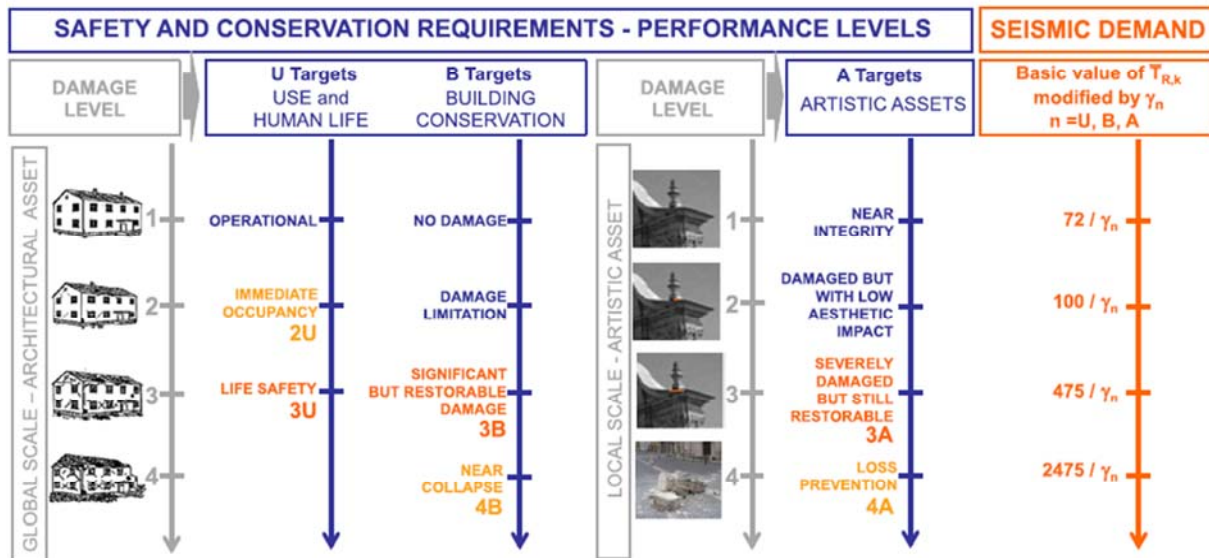 SAFETY AND CONSERVATION REQUIREMENTS - PERFORMANCE LEVELS
SEISMIC DEMAND
DAMAGE
LEVEL
U Targets
USE and
HUMAN LIFE
B Targets
BUILDING
CONSERVATION
DAMAGE
LEVEL
A Targets
ARTISTIC ASSETS
Basic value of T̅R,k
modified by γn
n =U, B, A
GLOBAL SCALE – ARCHITECTURAL ASSET
1
OPERATIONAL
NO DAMAGE
2
IMMEDIATE
OCCUPANCY
2U
DAMAGE
LIMITATION
3
LIFE SAFETY
3U
SIGNIFICANT
BUT RESTORABLE
DAMAGE
3B
4
NEAR
COLLAPSE
4B
LOCAL SCALE - ARTISTIC ASSET
1
NEAR
INTEGRITY
72 / γn
2
DAMAGED BUT
WITH LOW
AESTHETIC
IMPACT
100 / γn
3
SEVERELY
DAMAGED
BUT STILL
RESTORABLE
3A
475 / γn
4
LOSS
PREVENTION
4A
2475 / γn